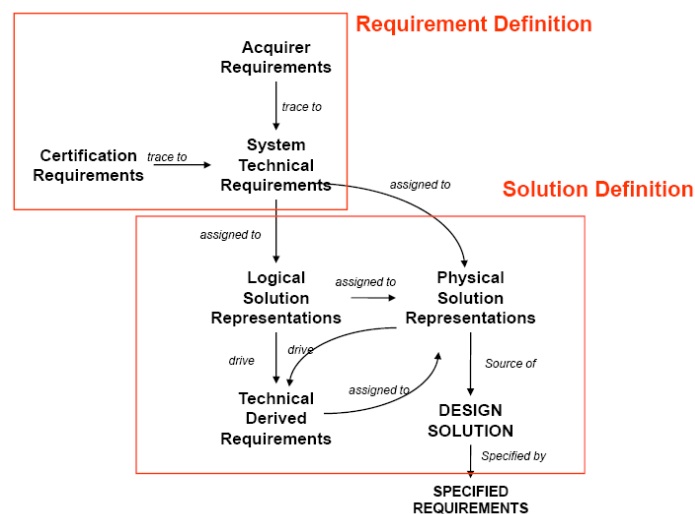 Requirement Definition
Acquirer
Requirements
trace to
Certification
Requirements
trace to
System
Technical
Requirements
assigned to
Solution Definition
assigned to
Logical
Solution
Representations
assigned to
Physical
Solution
Representations
drive
drive
Source of
Technical
Derived
Requirements
assigned to
DESIGN
SOLUTION
Specified by
SPECIFIED
REQUIREMENTS